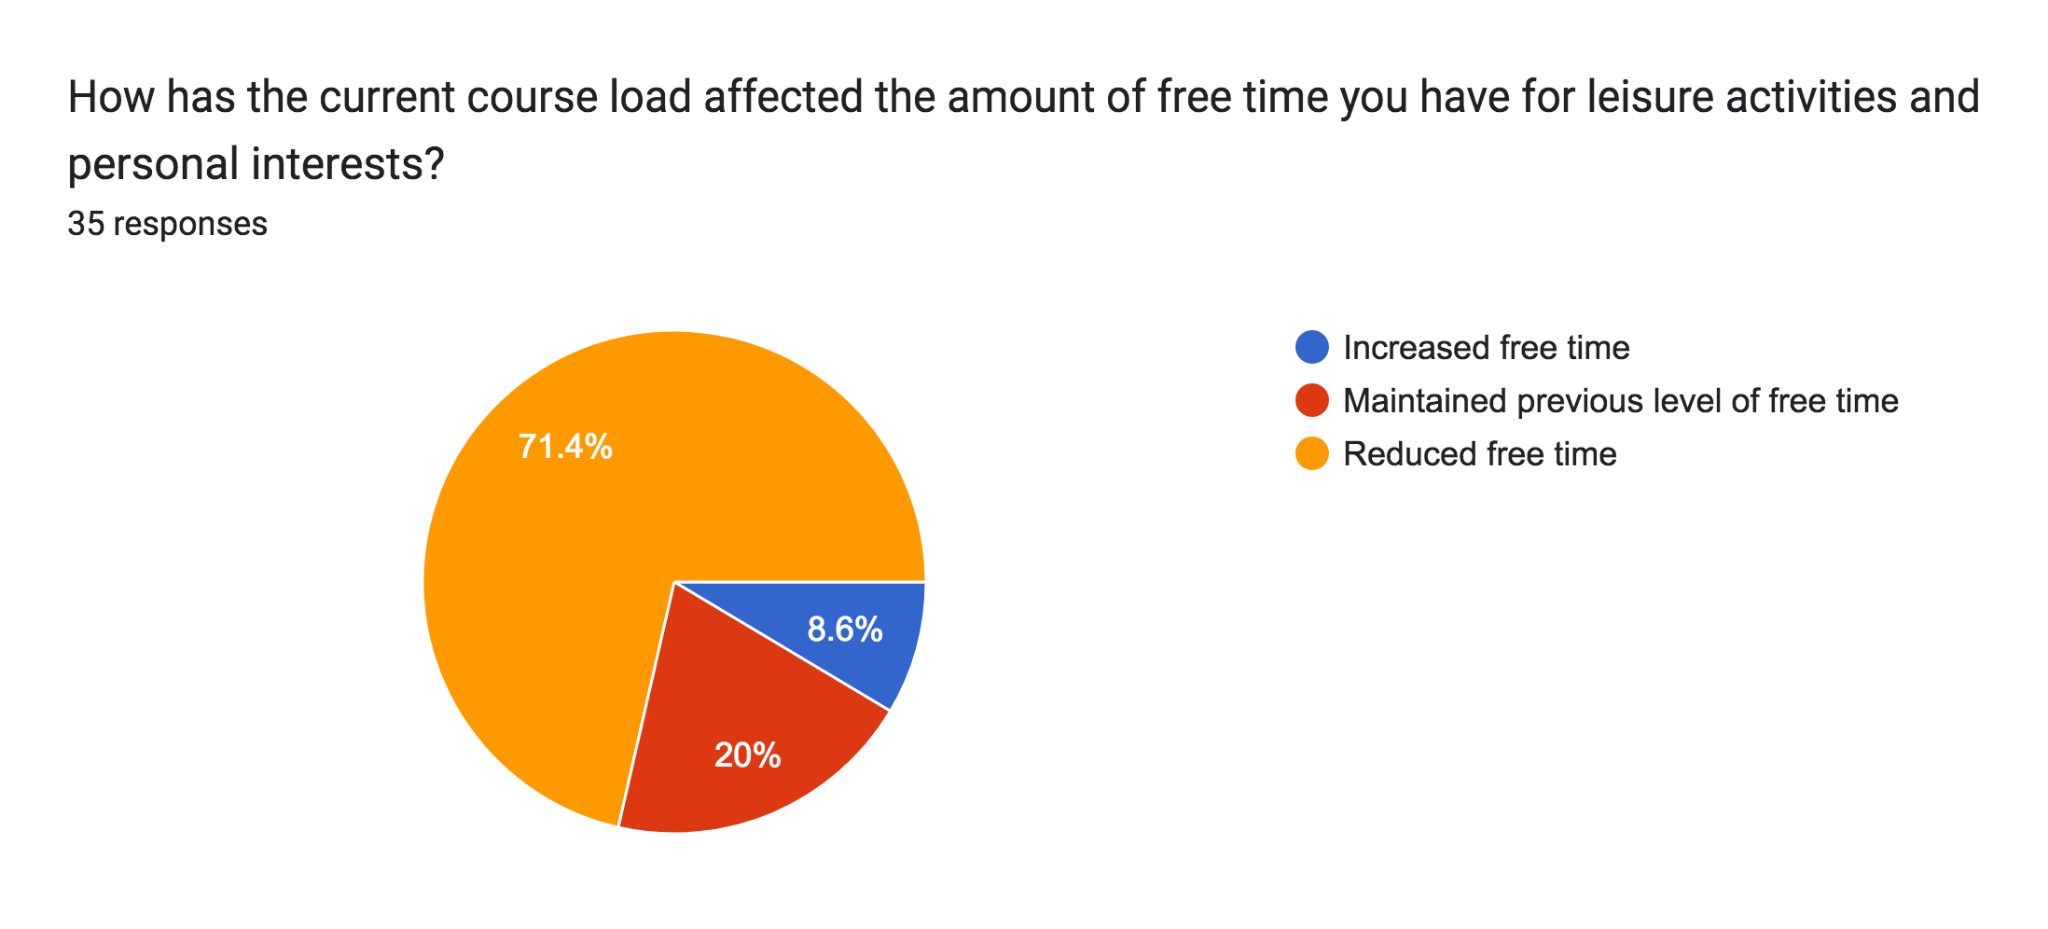 How has the current course load affected the amount of free time you have for leisure activities and
personal interests?
35 responses
Increased free time
Maintained previous level of free time
Reduced free time
71.4%
8.6%
20%